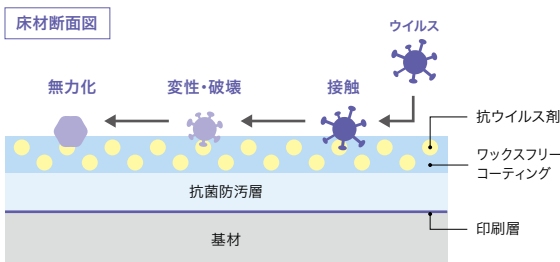 床材断面図
ウイルス
無力化
変性・破壊
接触
抗ウイルス剤
ワックスフリー
コーティング
抗菌防汚層
印刷層
基材